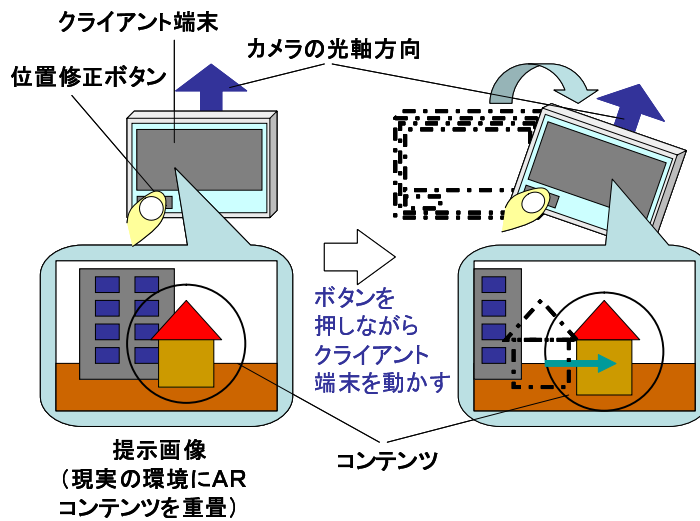 クライアント端末
カメラの光軸方向
位置修正ボタン
ボタンを
押しながら
クライアント
端末を動かす
提示画像
(現実の環境にAR
コンテンツを重畳)
コンテンツ